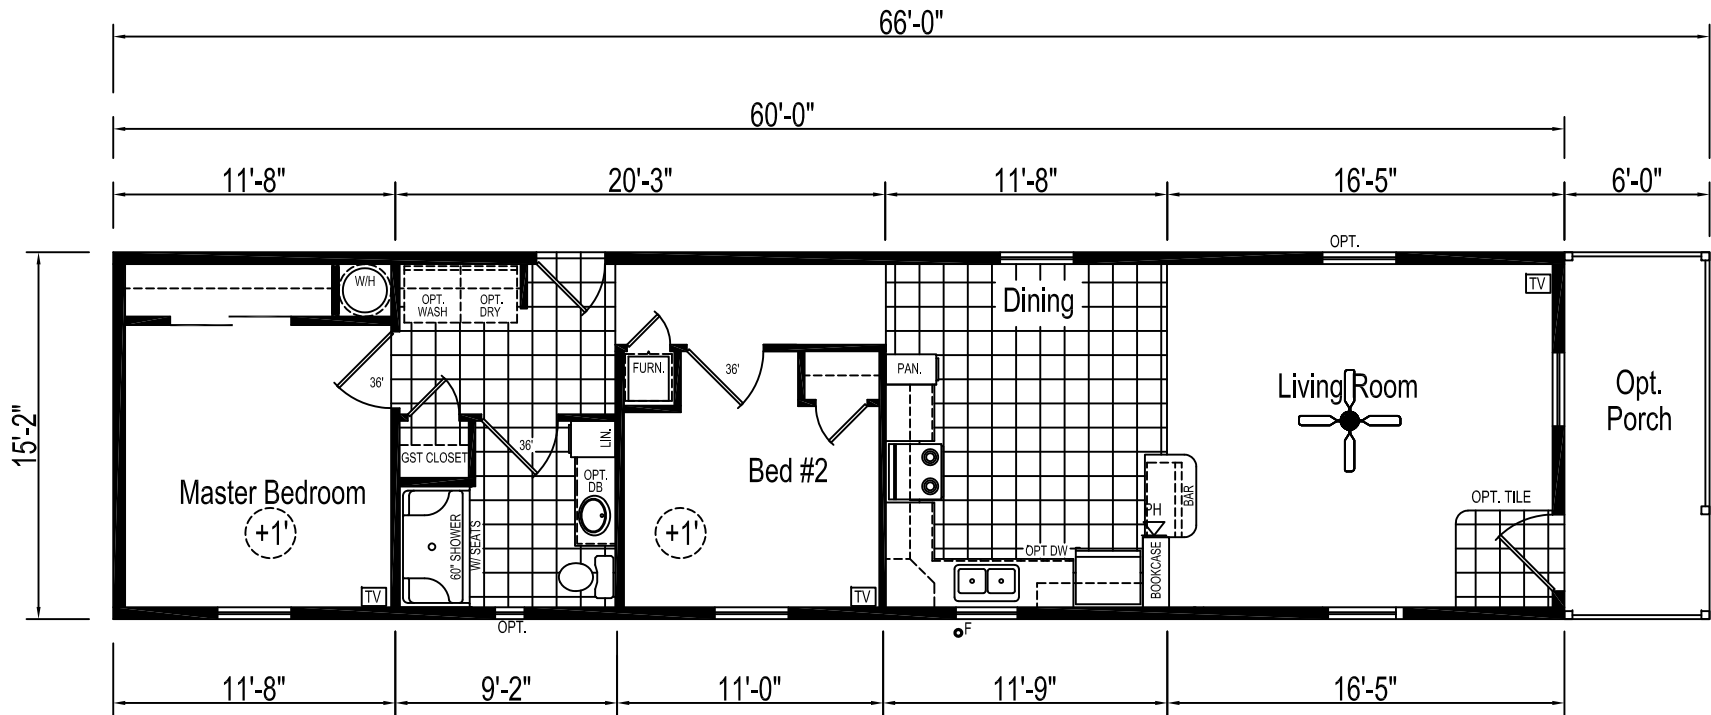 66'-0"
60'-0"
11'-8"
20'-3"
11'-8"
16'-5"
6'-0"
OPT.
W/H
OPT. WASH
OPT. DRY
Dining
TV
FURN.
36'
36'
PAN.
Living Room
Opt.
Porch
15'-2"
36'
LIN.
GST CLOSET
Bed #2
OPT. DB
Master Bedroom
BAR
OPT. TILE
PH
+1'
+1'
60" SHOWER
W/ SEATS
OPT DW
BOOKCASE
TV
TV
OPT.
F
11'-8"
9'-2"
11'-0"
11'-9"
16'-5"